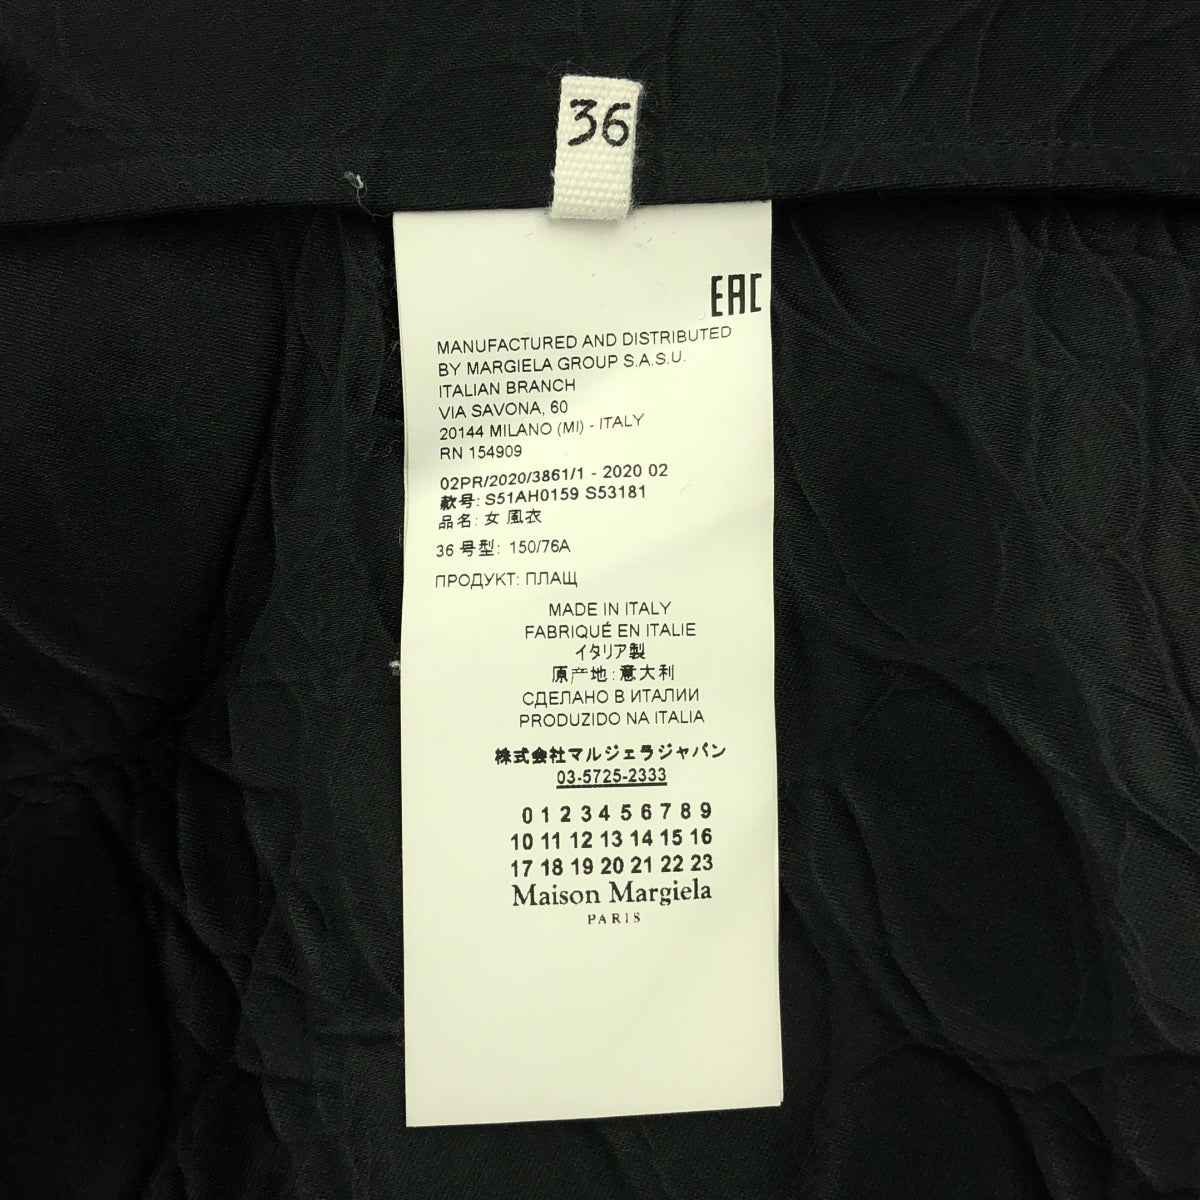 36
EAC
MANUFACTURED AND DISTRIBUTED
BY MARGIELA GROUP S.A.S.U.
ITALIAN BRANCH
VIA SAVONA, 60
20144 MILANO (MI) - ITALY
RN 154909
02PR/2020/3861/1 - 2020 02
款号: S51AH0159 S53181
品名: 女 風衣
36 号型: 150/76A
ПРОДУКТ: ПЛАЩ
MADE IN ITALY
FABRIQUÉ EN ITALIE
イタリア製
原产地: 意大利
СДЕЛАНО В ИТАЛИИ
PRODUZIDO NA ITALIA
株式会社マルジェラジャパン
03-5725-2333
0 1 2 3 4 5 6 7 8 9
10 11 12 13 14 15 16
17 18 19 20 21 22 23
Maison Margiela
PARIS